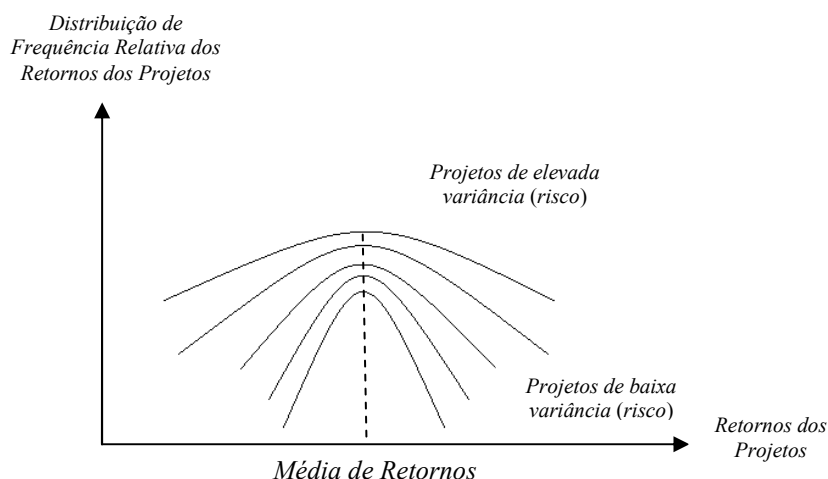 Distribuição de
Frequência Relativa dos
Retornos dos Projetos
Projetos de elevada
variância (risco)
Projetos de baixa
variância (risco)
Retornos dos
Projetos
Média de Retornos